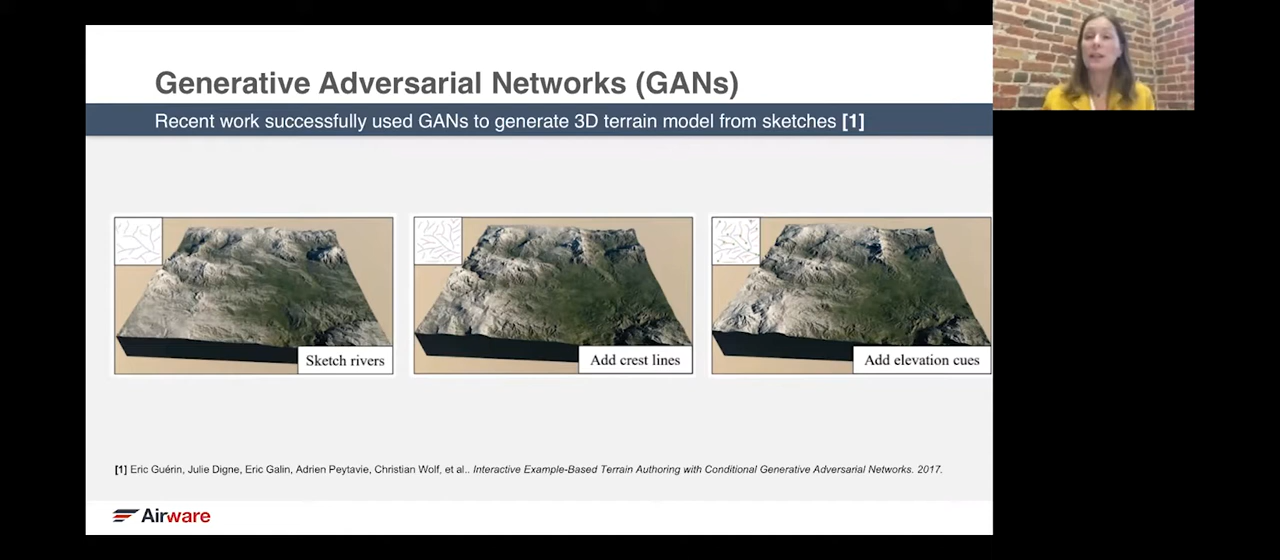 Generative Adversarial Networks (GANs)
Recent work successfully used GANs to generate 3D terrain model from sketches [1]
Sketch rivers
Add crest lines
Add elevation cues
[1] Eric Guérin, Julie Digne, Eric Galin, Adrien Peytavie, Christian Wolf, et al.. Interactive Example-Based Terrain Authoring with Conditional Generative Adversarial Networks. 2017.
Airware